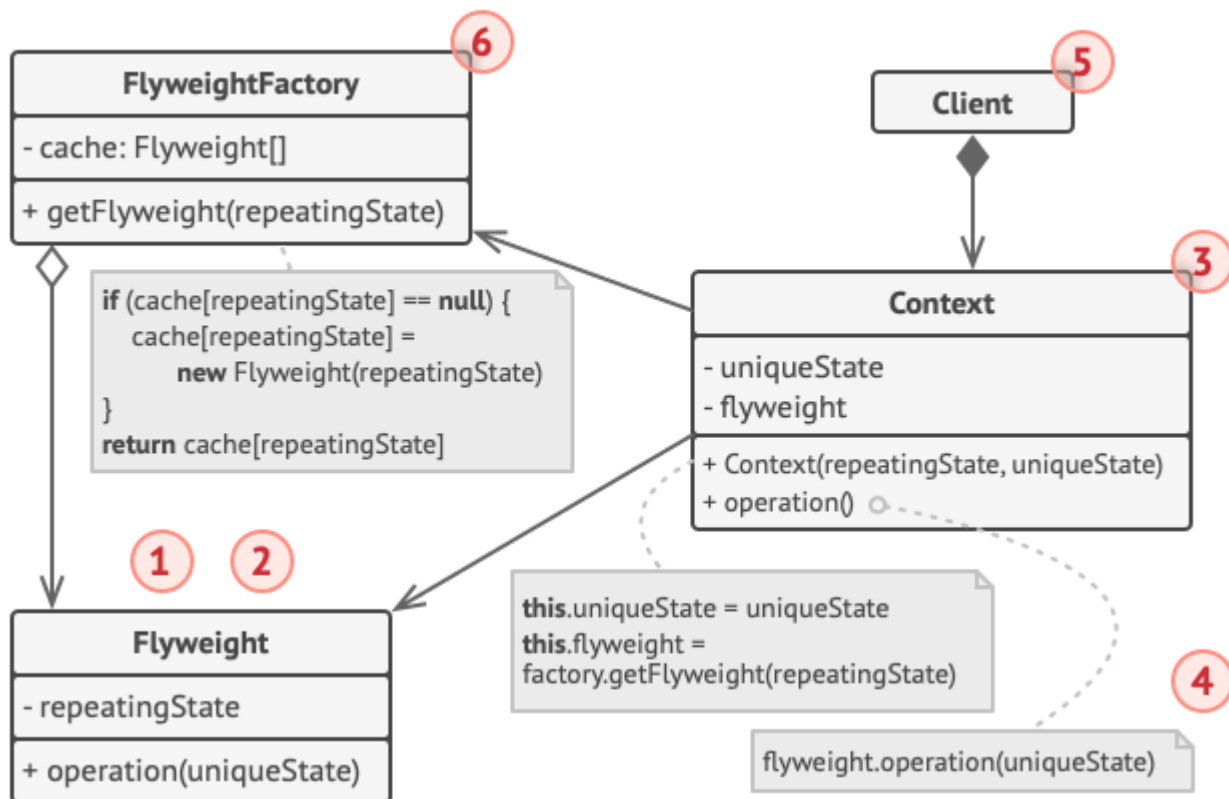 6
FlyweightFactory
- cache: Flyweight[]
+ getFlyweight(repeatingState)
if (cache[repeatingState] == null) {
cache[repeatingState] =
new Flyweight(repeatingState)
}
return cache[repeatingState]
5
Client
3
Context
- uniqueState
- flyweight
+ Context(repeatingState, uniqueState)
+ operation()
this.uniqueState = uniqueState
this.flyweight =
factory.getFlyweight(repeatingState)
4
flyweight.operation(uniqueState)
1
2
Flyweight
- repeatingState
+ operation(uniqueState)